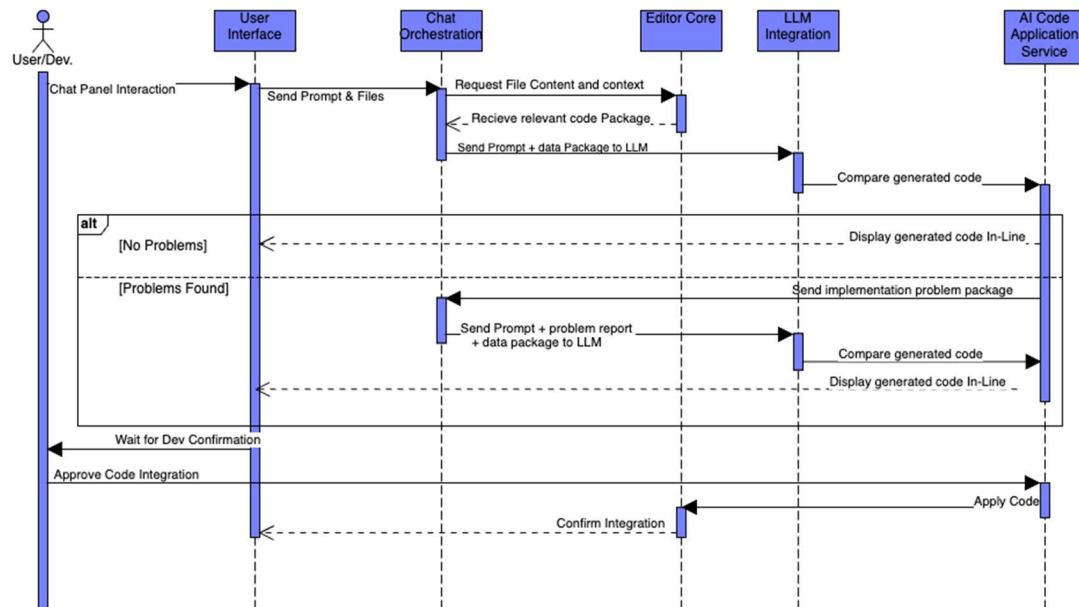 User
Interface
Chat
Orchestration
Editor Core
LLM
Integration
AI Code
Application
Service
User/Dev.
Chat Panel Interaction
Send Prompt & Files
Request File Content and context
Recieve relevant code Package
Send Prompt + data Package to LLM
Compare generated code
alt
[No Problems]
Display generated code In-Line
[Problems Found]
Send implementation problem package
Send Prompt + problem report
+ data package to LLM
Compare generated code
Display generated code In-Line
Wait for Dev Confirmation
Approve Code Integration
Apply Code
Confirm Integration